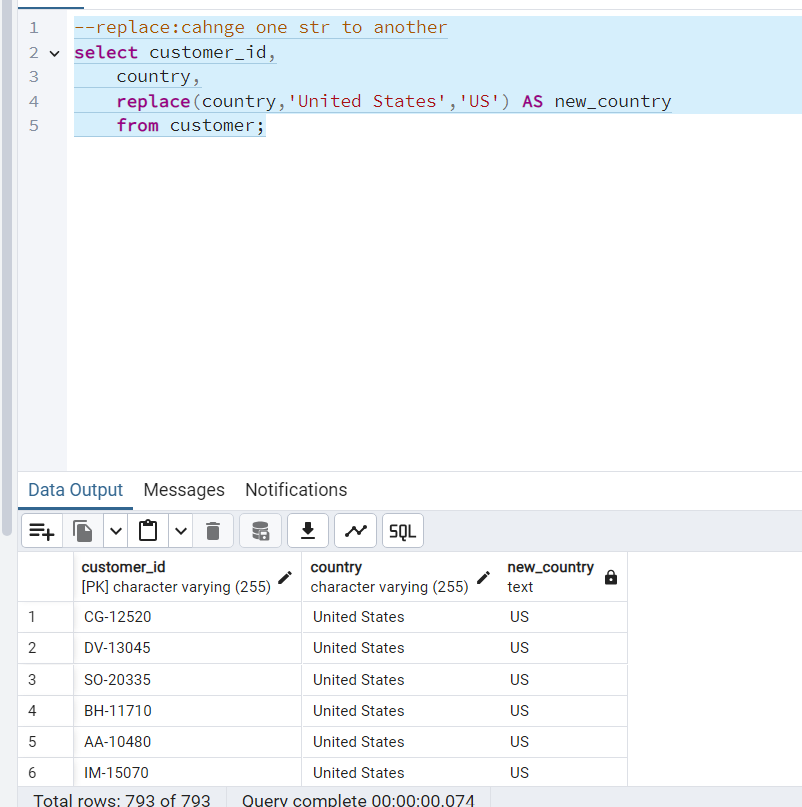 1 --replace:cahnge one str to another
2 select customer_id,
3 country,
4 replace(country,'United States','US') AS new_country
5 from customer;
Data Output Messages Notifications
SQL
customer_id country new_country
[PK] character varying (255) character varying (255) text
1 CG-12520 United States US
2 DV-13045 United States US
3 SO-20335 United States US
4 BH-11710 United States US
5 AA-10480 United States US
6 IM-15070 United States US
Total rows: 793 of 793 Query complete 00:00:00.074